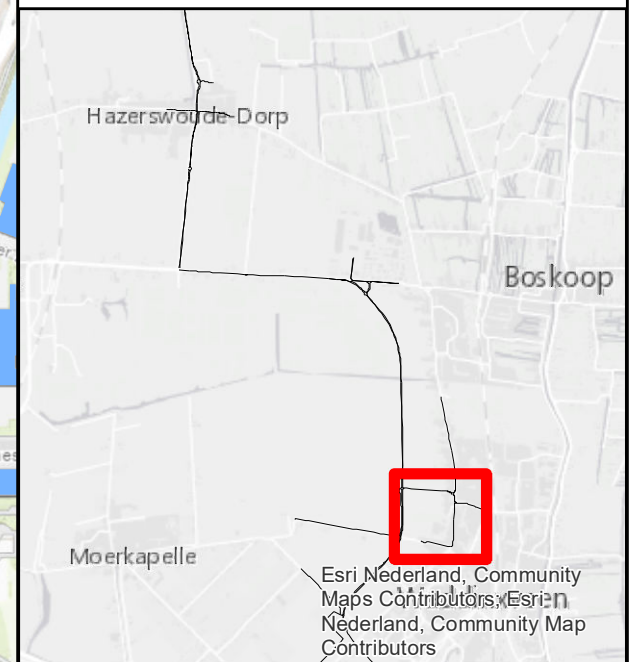 Hazerswoude-Dorp
Boskoop
Moerkapelle
Esri Nederland, Community
Maps Contributors, Esri
Nederland, Community Map
Contributors